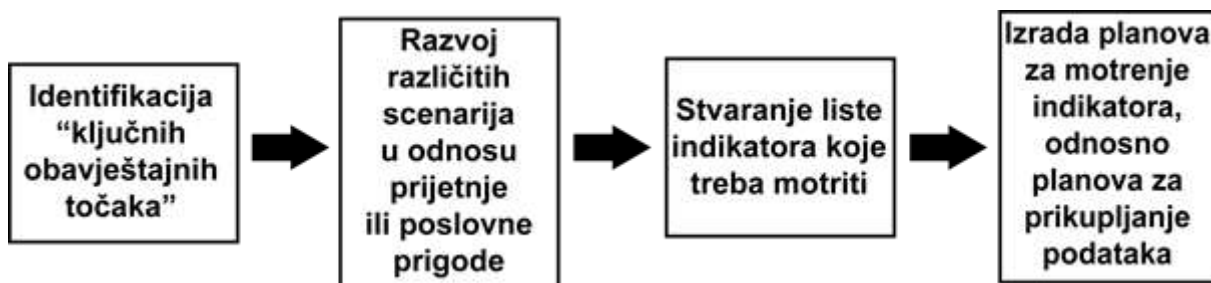 Identifikacija
“ključnih
obavještajnih
točaka”
Razvoj
različitih
scenarija
u odnosu
prijetnje
ili poslovne
prigode
Stvaranje liste
indikatora koje
treba motriti
Izrada planova
za motrenje
indikatora,
odnosno
planova za
prikupljanje
podataka